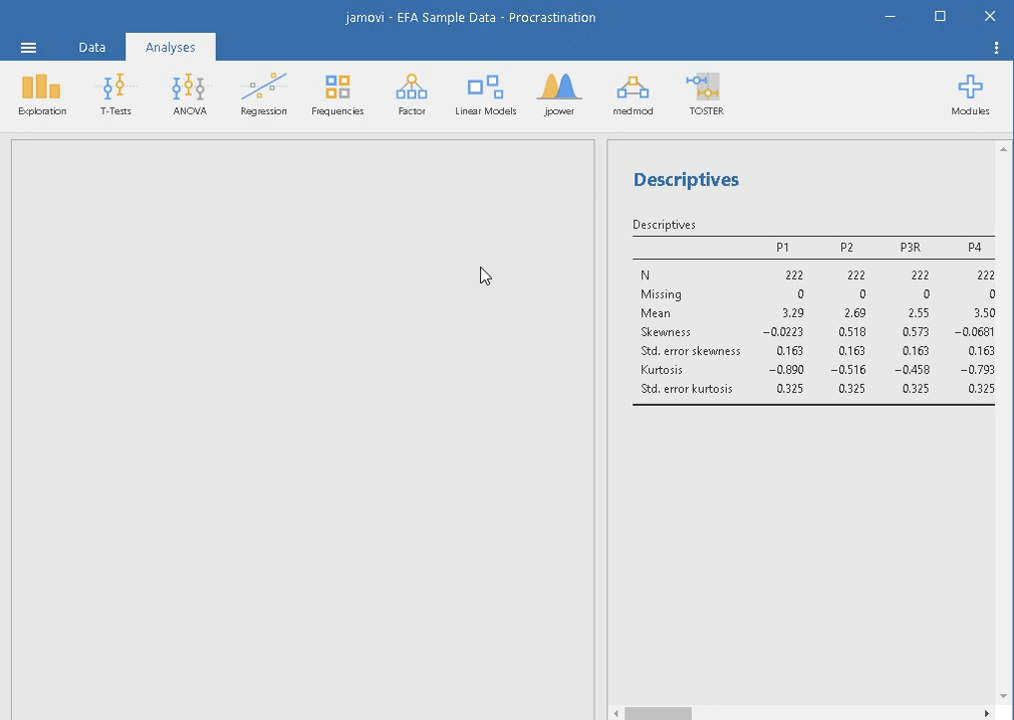 jamovi - EFA Sample Data - Procrastination
Data Analyses
Exploration T-Tests ANOVA Regression Frequencies Factor Linear Models jpower medmod TOSTER Modules
Descriptives
Descriptives
P1 P2 P3R P4
N 222 222 222 222
Missing 0 0 0 0
Mean 3.29 2.69 2.55 3.50
Skewness −0.0223 0.518 0.573 −0.0681
Std. error skewness 0.163 0.163 0.163 0.163
Kurtosis −0.890 −0.516 −0.458 −0.793
Std. error kurtosis 0.325 0.325 0.325 0.325